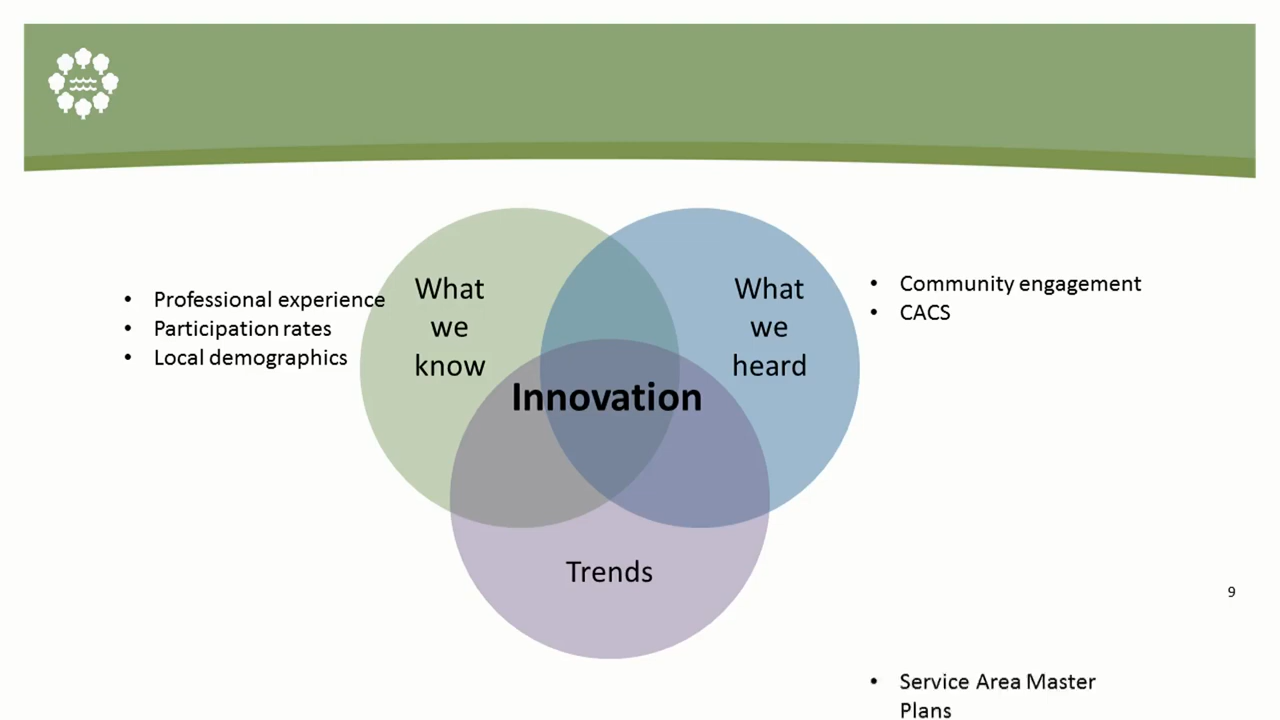 What
we
know
What
we
heard
• Professional experience
• Participation rates
• Local demographics
• Community engagement
• CACS
Innovation
Trends
9
• Service Area Master
Plans